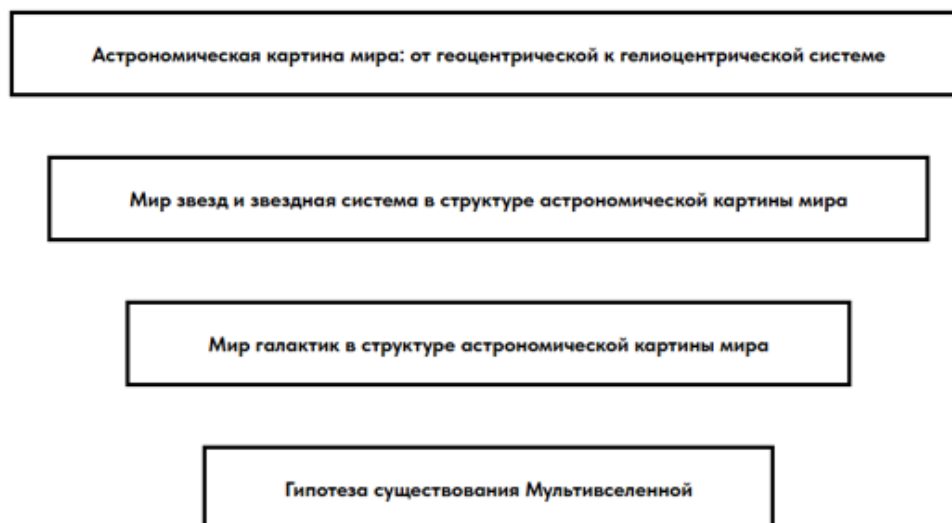 Астрономическая картина мира: от геоцентрической к гелиоцентрической системе
Мир звезд и звездная система в структуре астрономической картины мира
Мир галактик в структуре астрономической картины мира
Гипотеза существования Мультивселенной